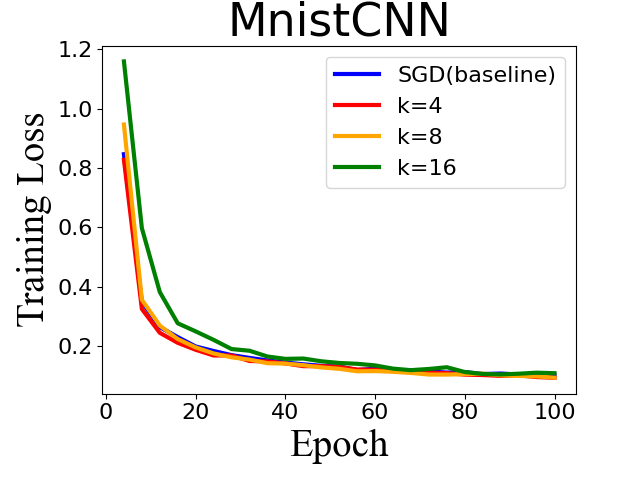 MnistCNN
1.2
1.0
0.8
0.6
0.4
0.2
Training Loss
SGD(baseline)
k=4
k=8
k=16
0 20 40 60 80 100
Epoch